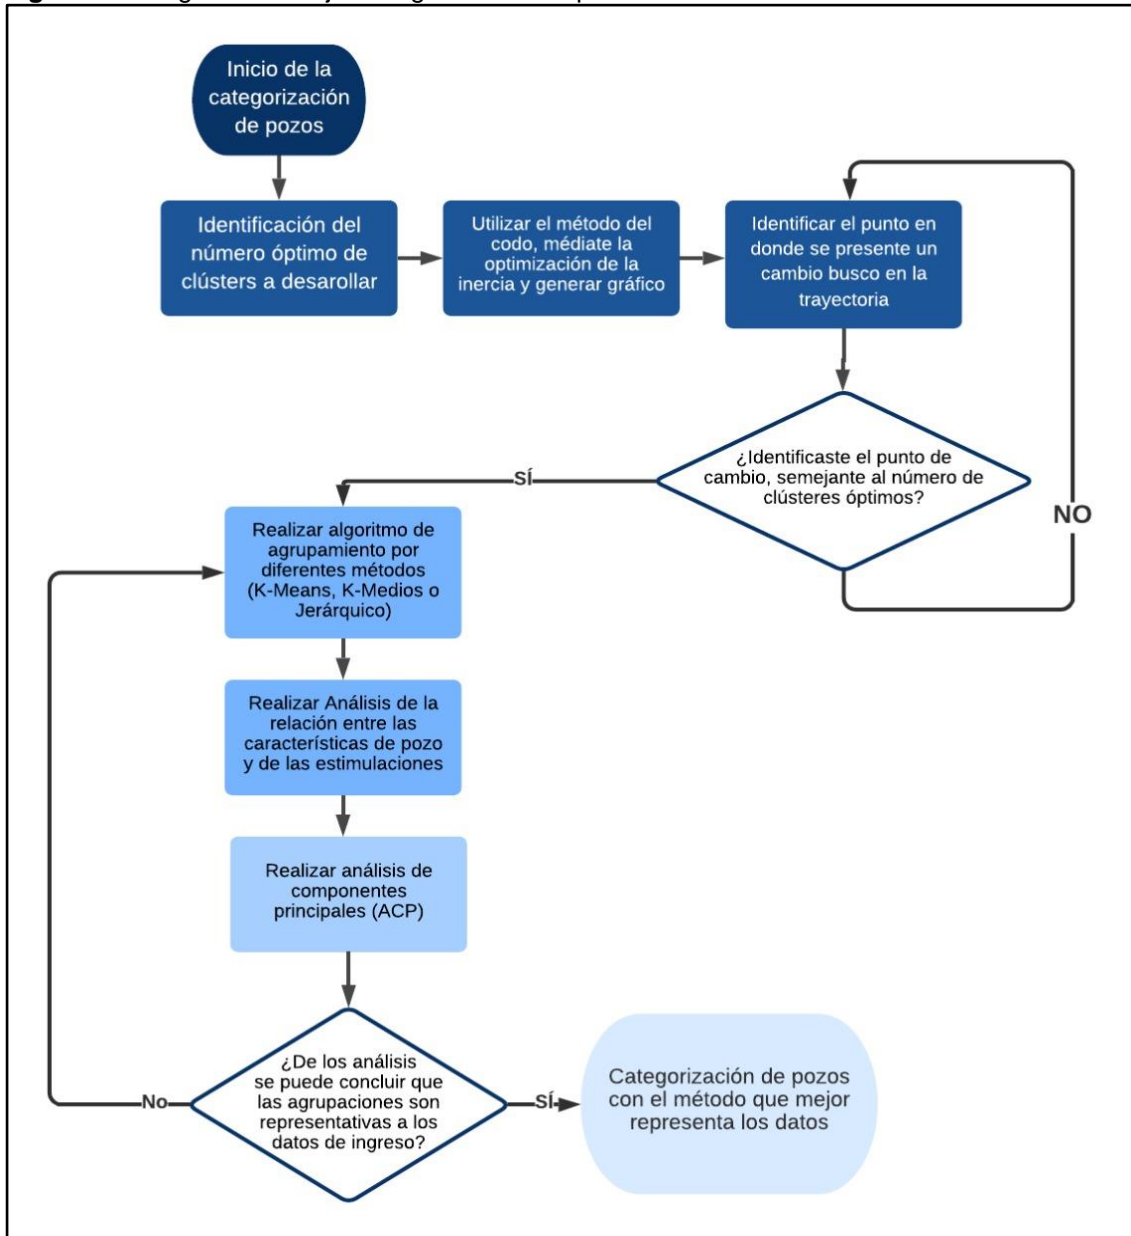 Inicio de la
categorización
de pozos
Identificación del
número óptimo de
clústers a desarollar
Utilizar el método del
codo, médiate la
optimización de la
inercia y generar gráfico
Identificar el punto en
donde se presente un
cambio busco en la
trayectoria
¿Identificaste el punto de
cambio, semejante al número de
clústeres óptimos?
SÍ
NO
Realizar algoritmo de
agrupamiento por
diferentes métodos
(K-Means, K-Medios o
Jerárquico)
Realizar Análisis de la
relación entre las
características de pozo
y de las estimulaciones
Realizar análisis de
componentes
principales (ACP)
¿De los análisis
se puede concluir que
las agrupaciones son
representativas a los
datos de ingreso?
No
SÍ
Categorización de pozos
con el método que mejor
representa los datos